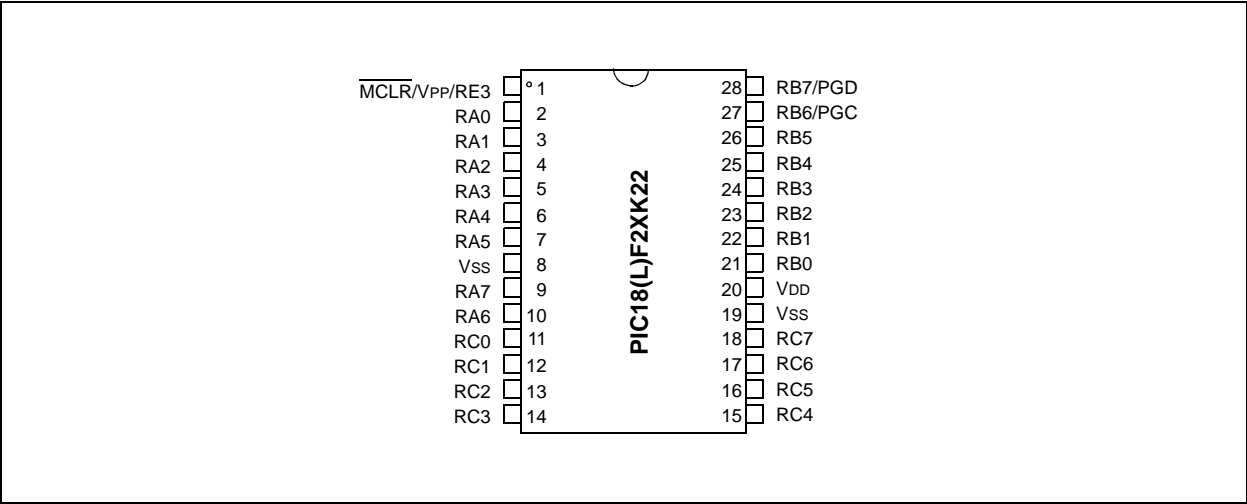 MCLR/VPP/RE3 1 28 RB7/PGD
RA0 2 27 RB6/PGC
RA1 3 26 RB5
RA2 4 25 RB4
RA3 5 24 RB3
RA4 6 23 RB2
RA5 7 22 RB1
VSS 8 21 RB0
RA7 9 20 VDD
RA6 10 19 VSS
RC0 11 18 RC7
RC1 12 17 RC6
RC2 13 16 RC5
RC3 14 15 RC4
PIC18(L)F2XK22